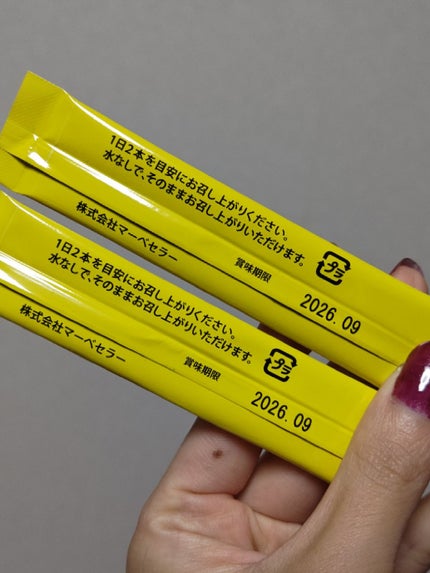 1日2本を目安にお召し上がりください。
水なしで、そのままお召し上がりいただけます。
株式会社マーベセラー
賞味期限
プラ
2026.09
1日2本を目安にお召し上がりください。
水なしで、そのままお召し上がりいただけます。
株式会社マーベセラー
賞味期限
プラ
2026.09